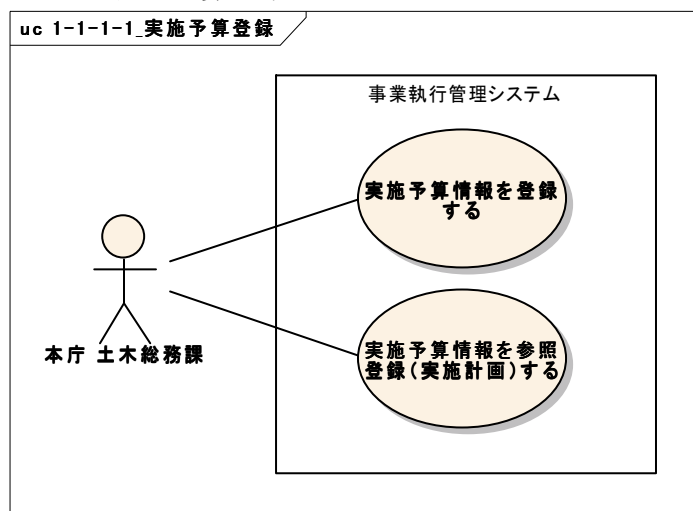 uc 1-1-1-1_実施予算登録
事業執行管理システム
実施予算情報を登録
する
実施予算情報を参照
登録(実施計画)する
本庁 土木総務課